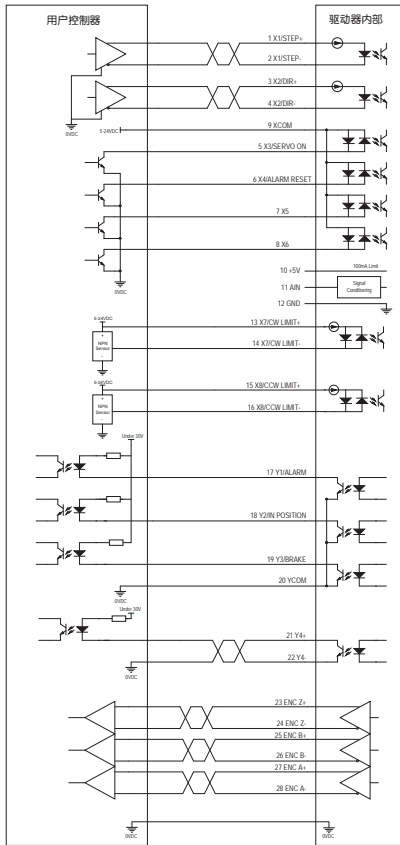 用户控制器
驱动器内部
1 X1/STEP+
2 X1/STEP-
3 X2/DIR+
4 X2/DIR-
0VDC
9 XCOM
5-24VDC
5 X3/SERVO ON
6 X4/ALARM RESET
7 X5
8 X6
0VDC
10 +5V
100mA Limit
11 AIN
Signal
Conditioning
12 GND
6-24VDC
13 X7/CW LIMIT+
+
NPN
Sensor
-
14 X7/CW LIMIT-
0VDC
6-24VDC
15 X8/CCW LIMIT+
+
NPN
Sensor
-
16 X8/CCW LIMIT-
0VDC
Under 30V
17 Y1/ALARM
18 Y2/IN POSITION
19 Y3/BRAKE
20 YCOM
0VDC
Under 30V
21 Y4+
22 Y4-
0VDC
23 ENC Z+
24 ENC Z-
25 ENC B+
26 ENC B-
27 ENC A+
28 ENC A-
0VDC
0VDC